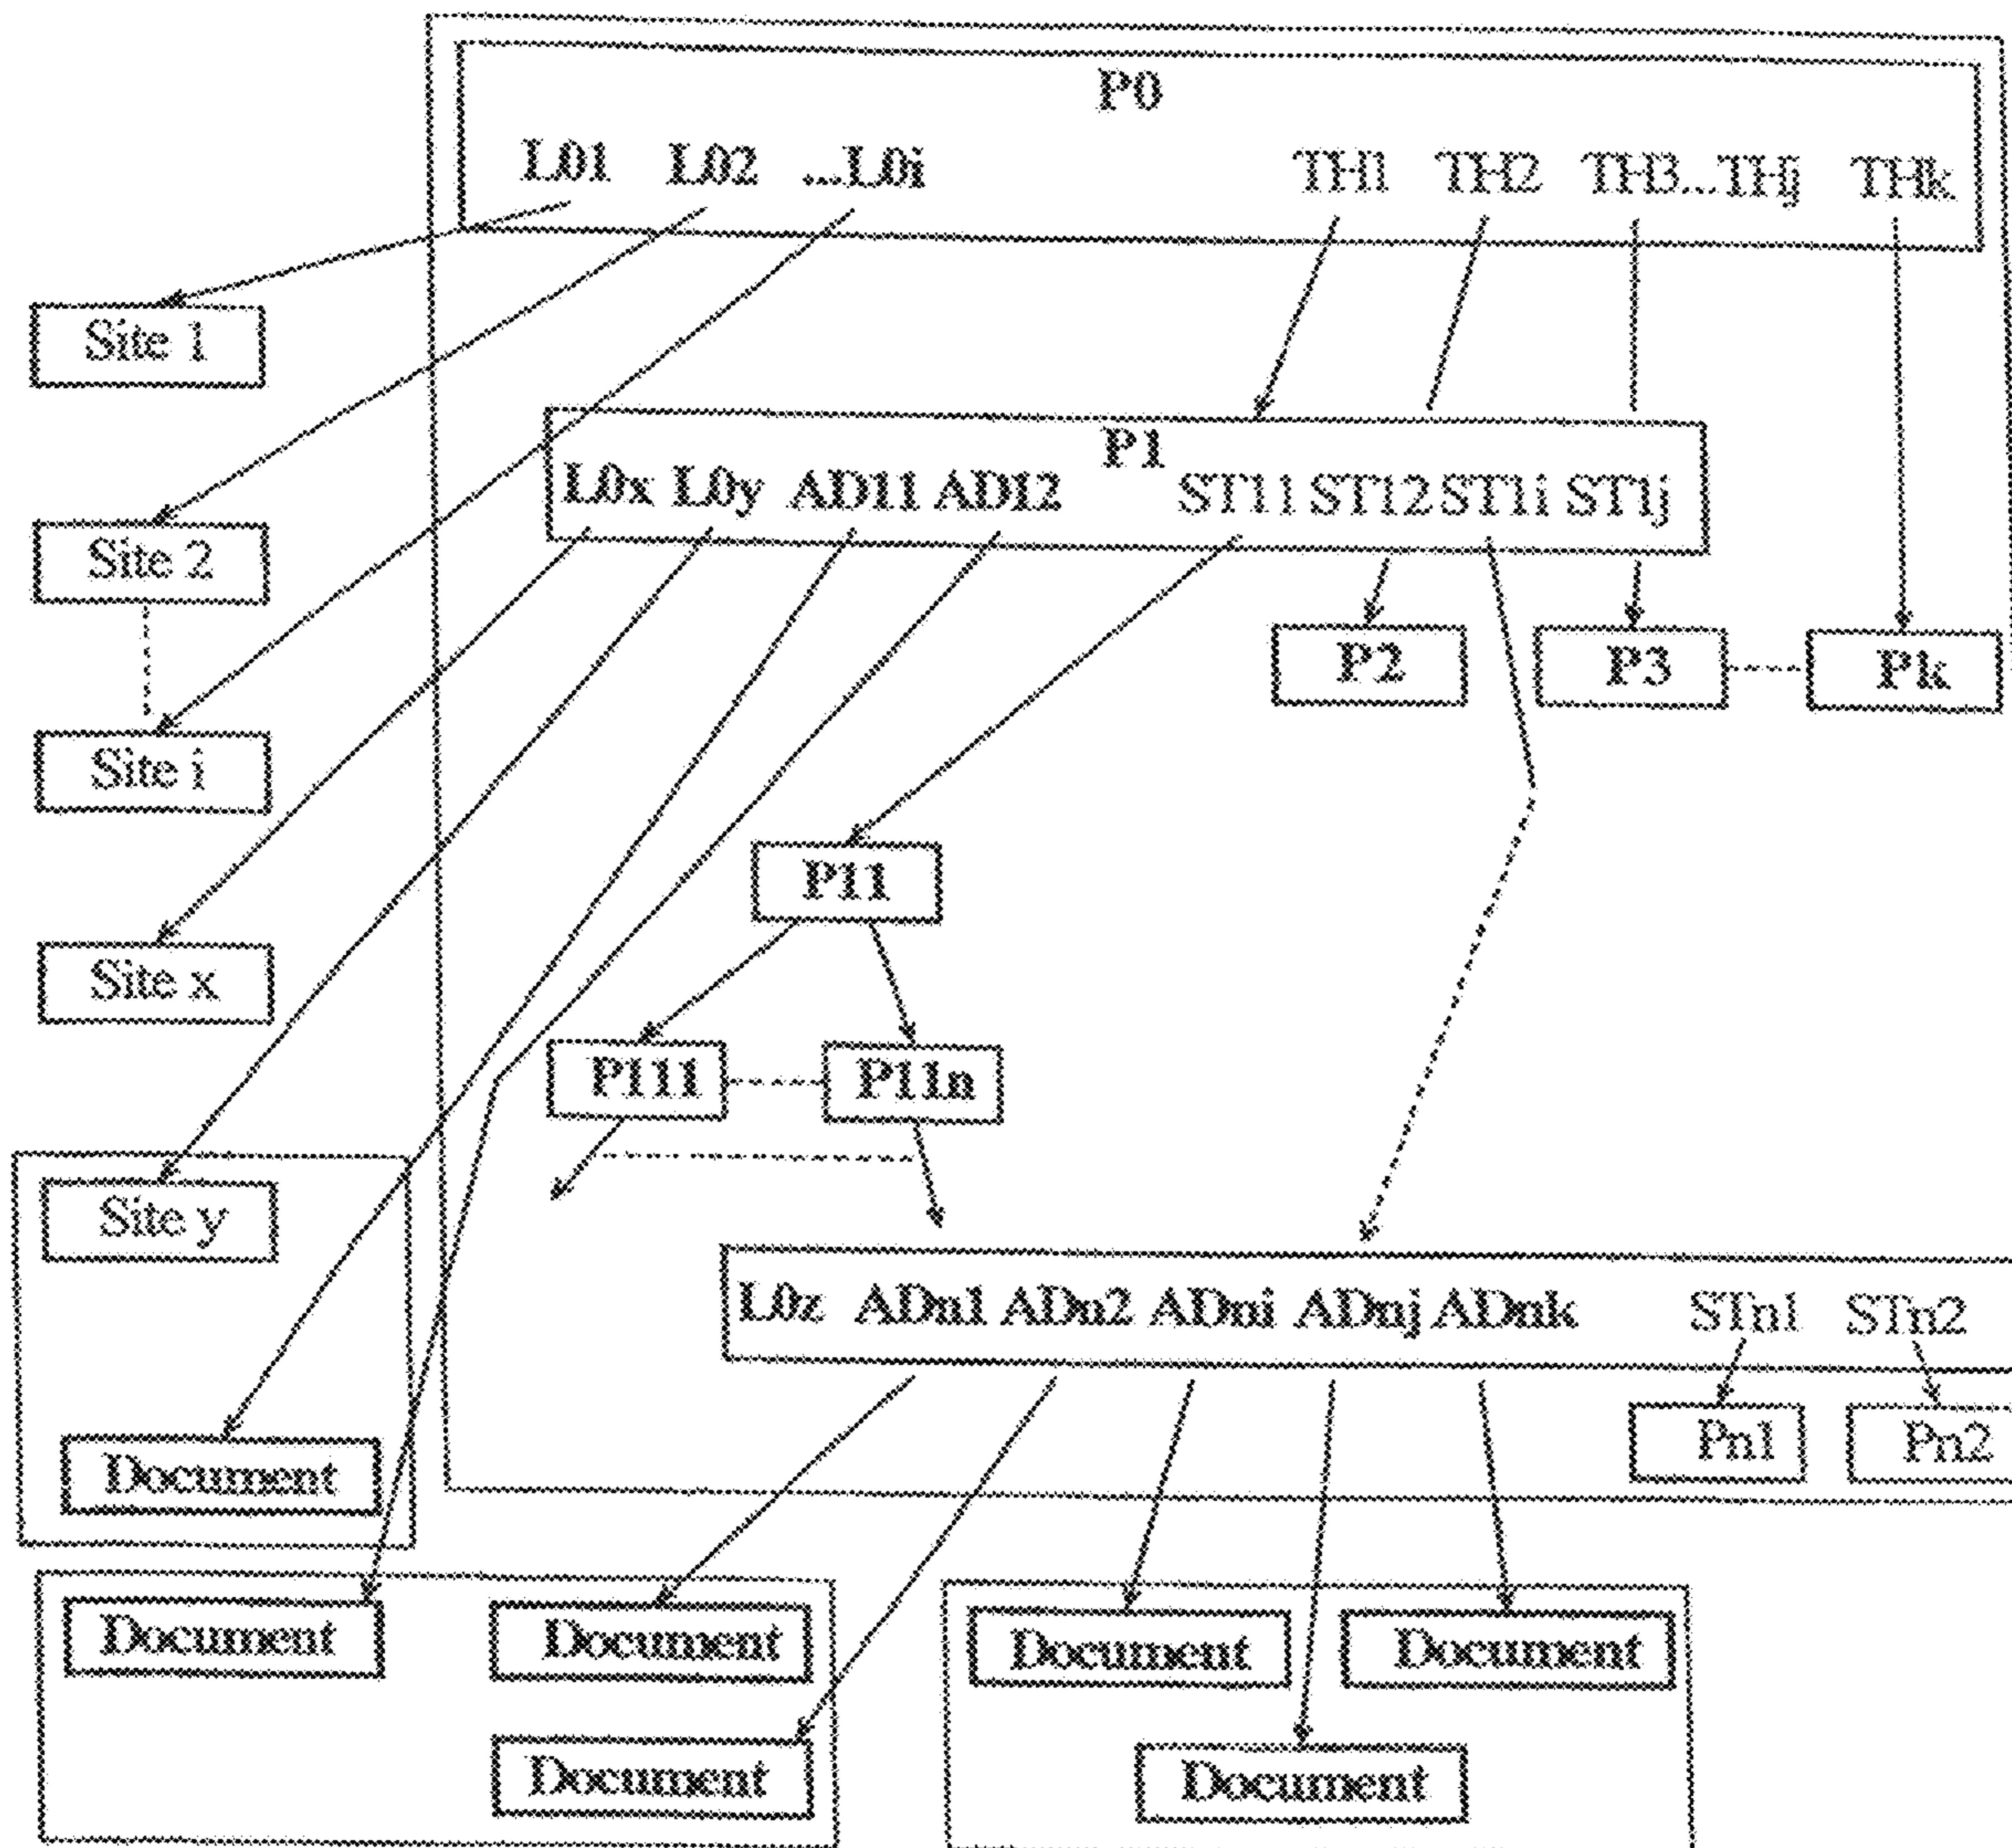 P0
L01 L02 ...L0i TH1 TH2 TH3...THj THk
Site 1
P1
L0x L0y AD11 AD12 ST11 ST12 ST1i ST1j
Site 2
P2 P3 Pk
Site i
P11
Site x
P111 P11n
Site y
L0z ADn1 ADn2 ADni ADnj ADnk STn1 STn2
Pn1 Pn2
Document
Document Document Document Document
Document Document